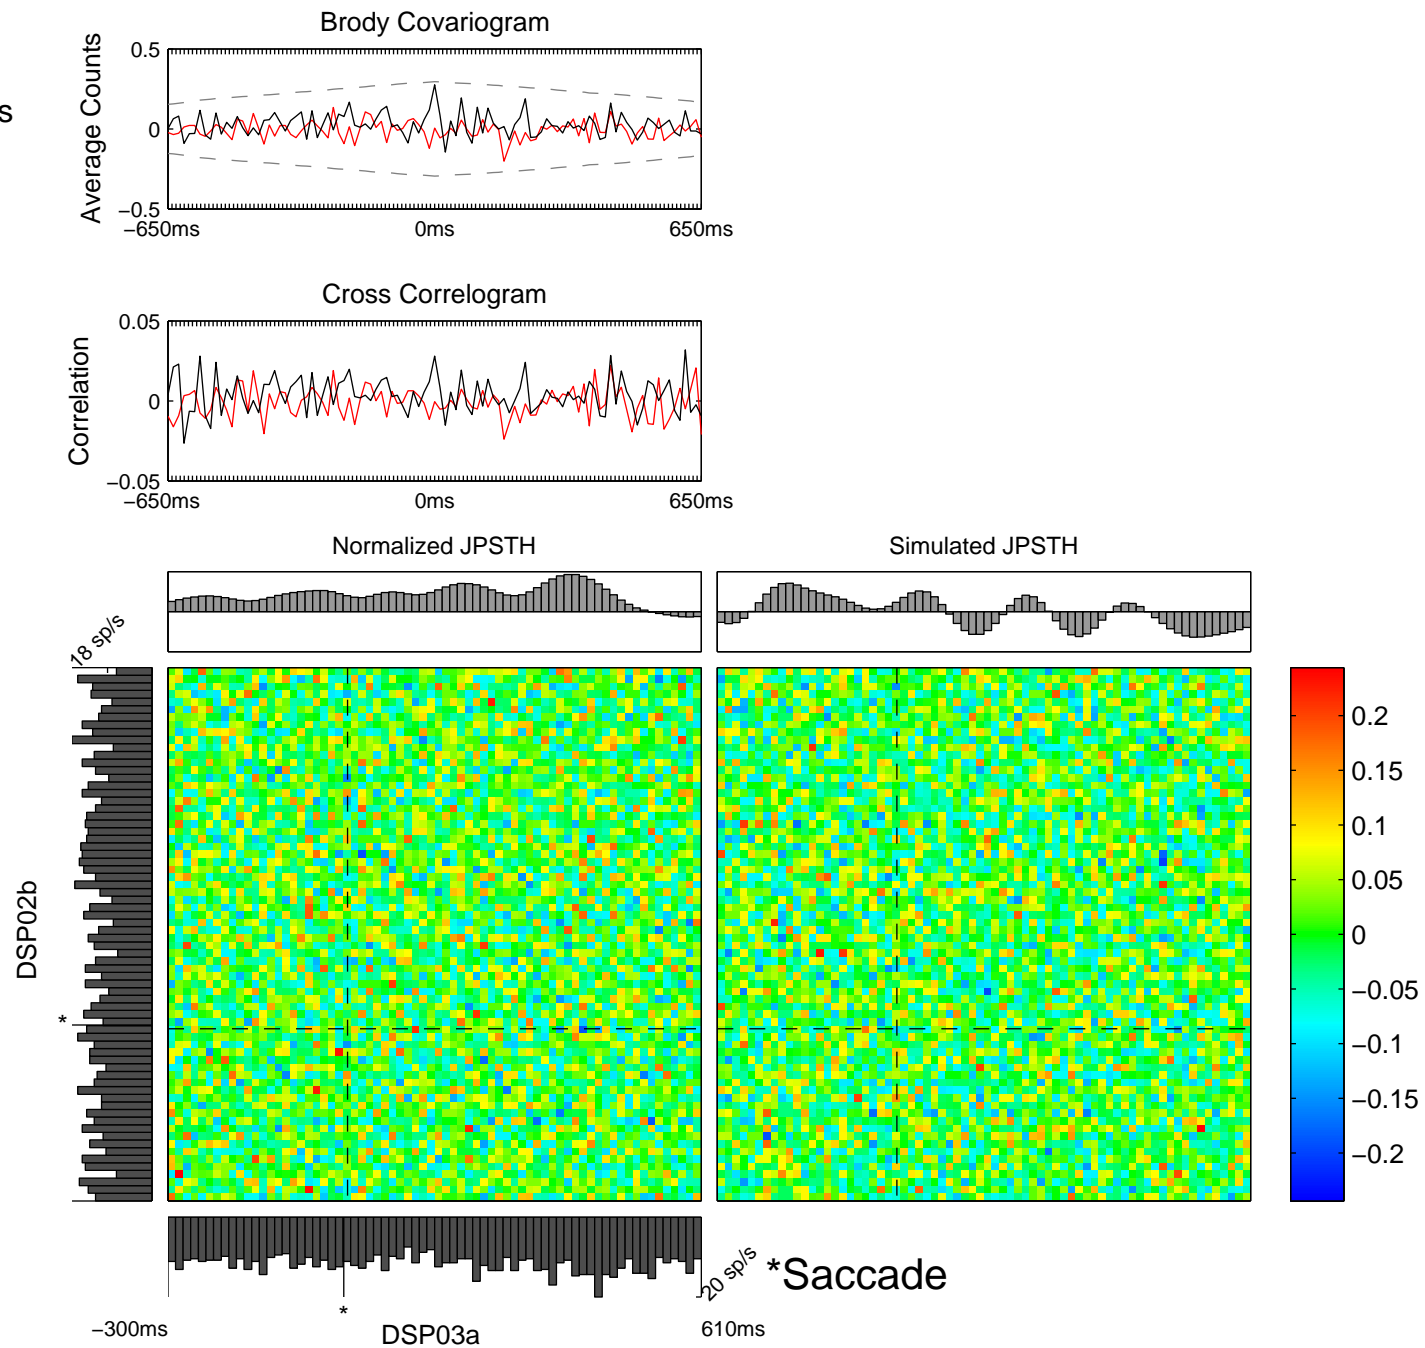 Brody Covariogram
s
Average Counts
0.5
0
−0.5
−650ms
0ms
650ms
Cross Correlogram
Correlation
0.05
0
−0.05
−650ms
0ms
650ms
Normalized JPSTH
Simulated JPSTH
18 sp/s
DSP02b
*
0.2
0.15
0.1
0.05
0
−0.05
−0.1
−0.15
−0.2
20 sp/s
*Saccade
*
−300ms
DSP03a
610ms